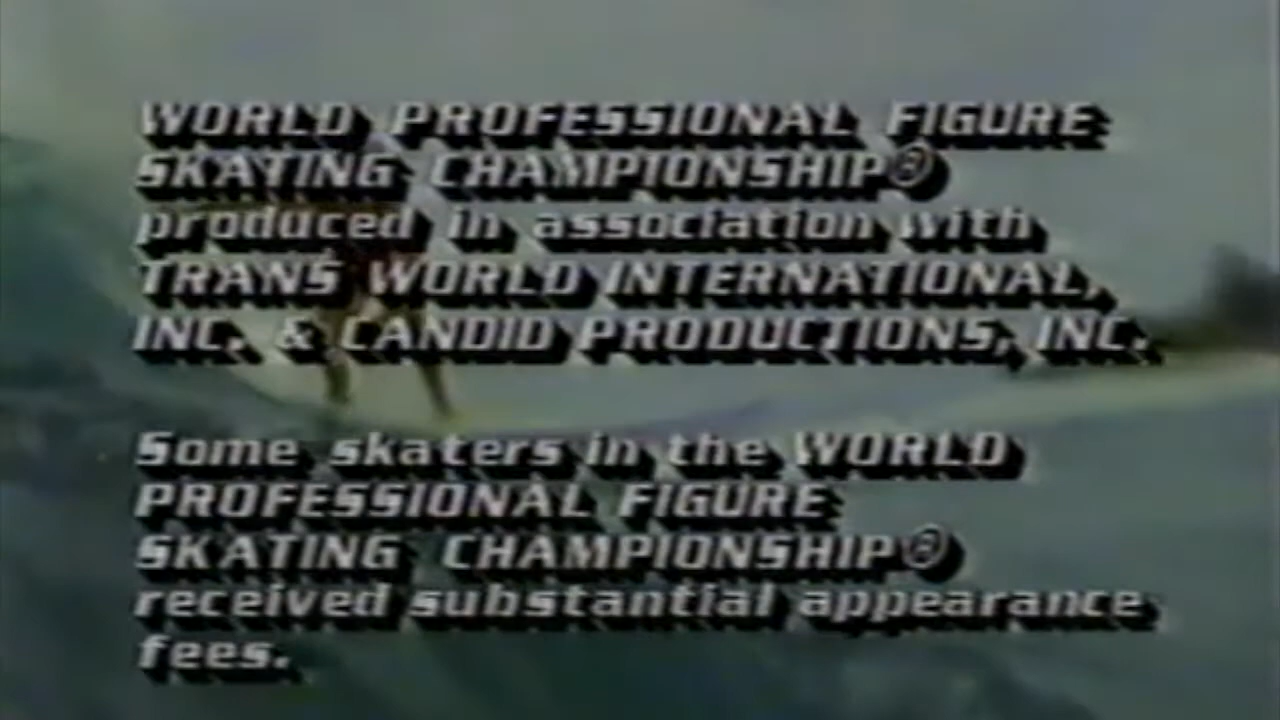 WORLD PROFESSIONAL FIGURE
SKATING CHAMPIONSHIP®
produced in association with
TRANS WORLD INTERNATIONAL,
INC. & CANDID PRODUCTIONS, INC.
Some skaters in the WORLD
PROFESSIONAL FIGURE
SKATING CHAMPIONSHIP®
received substantial appearance
fees.